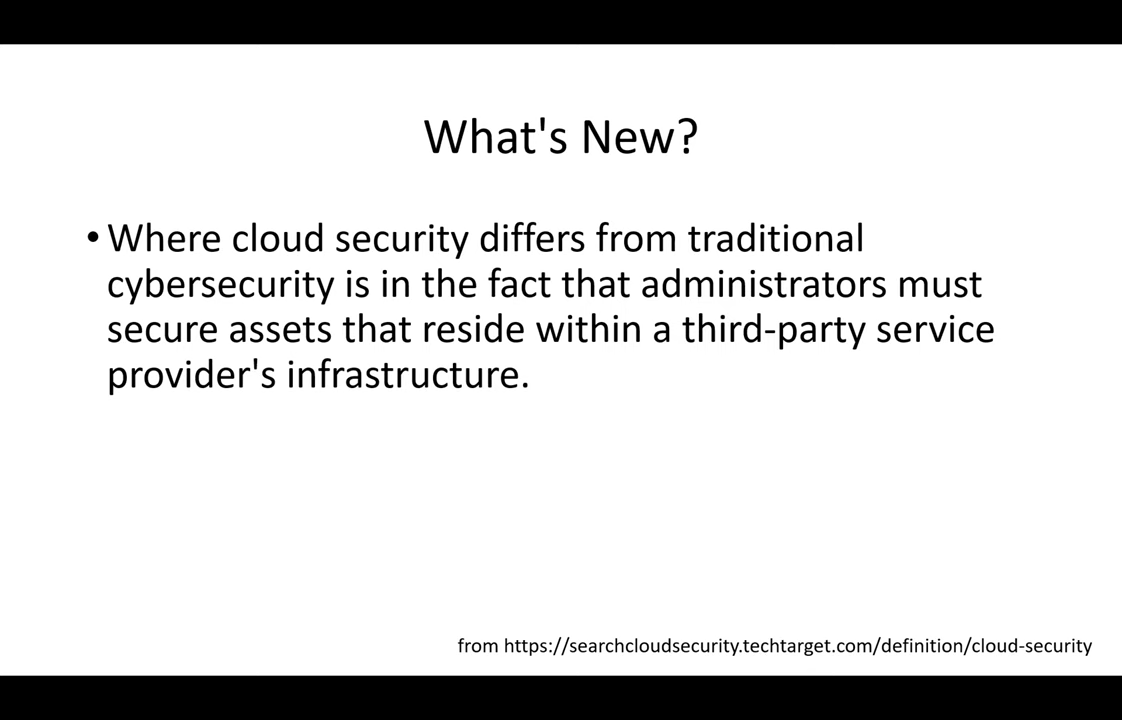 What's New?
•Where cloud security differs from traditional
cybersecurity is in the fact that administrators must
secure assets that reside within a third-party service
provider's infrastructure.
from https://searchcloudsecurity.techtarget.com/definition/cloud-security